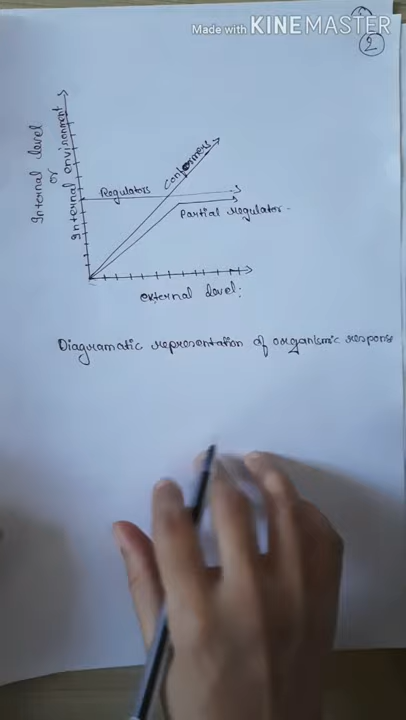 Made with KINEMASTER
2
Internal level
or
Internal environment
Conformers
Regulators
Partial regulator
external level:
Diagramatic representation of organismic response